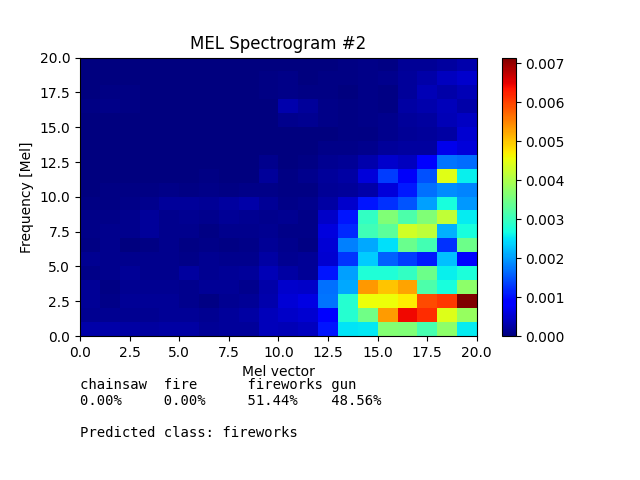 MEL Spectrogram #2
20.0
17.5
15.0
12.5
10.0
7.5
5.0
2.5
0.0
Frequency [Mel]
0.0 2.5 5.0 7.5 10.0 12.5 15.0 17.5 20.0
Mel vector
0.007
0.006
0.005
0.004
0.003
0.002
0.001
0.000
chainsaw fire fireworks gun
0.00% 0.00% 51.44% 48.56%
Predicted class: fireworks